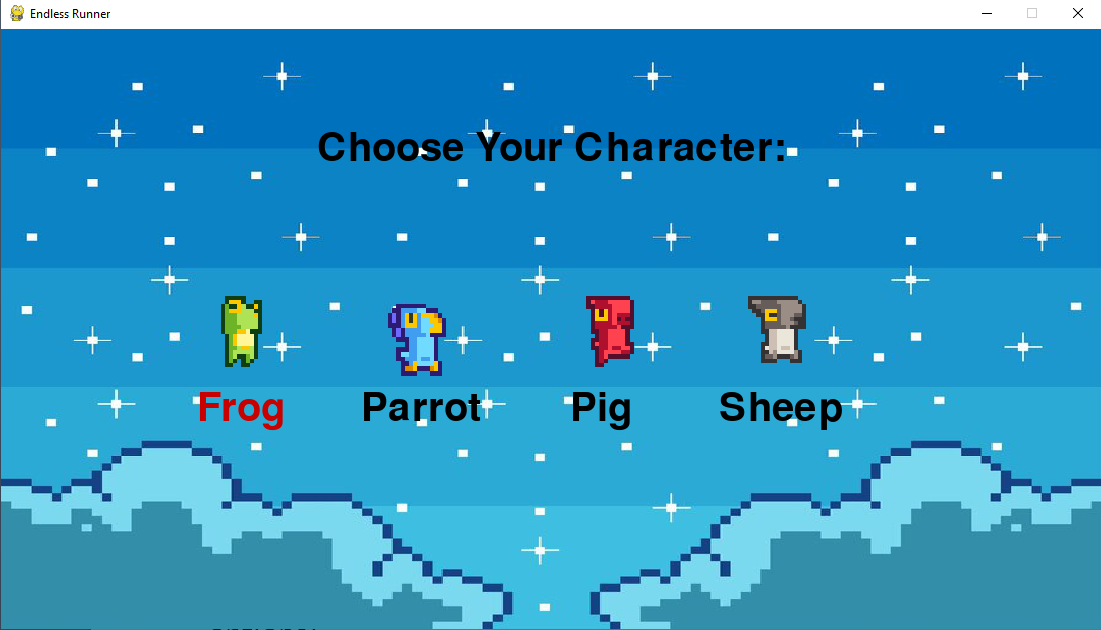 Endless Runner
Choose Your Character:
Frog Parrot Pig Sheep